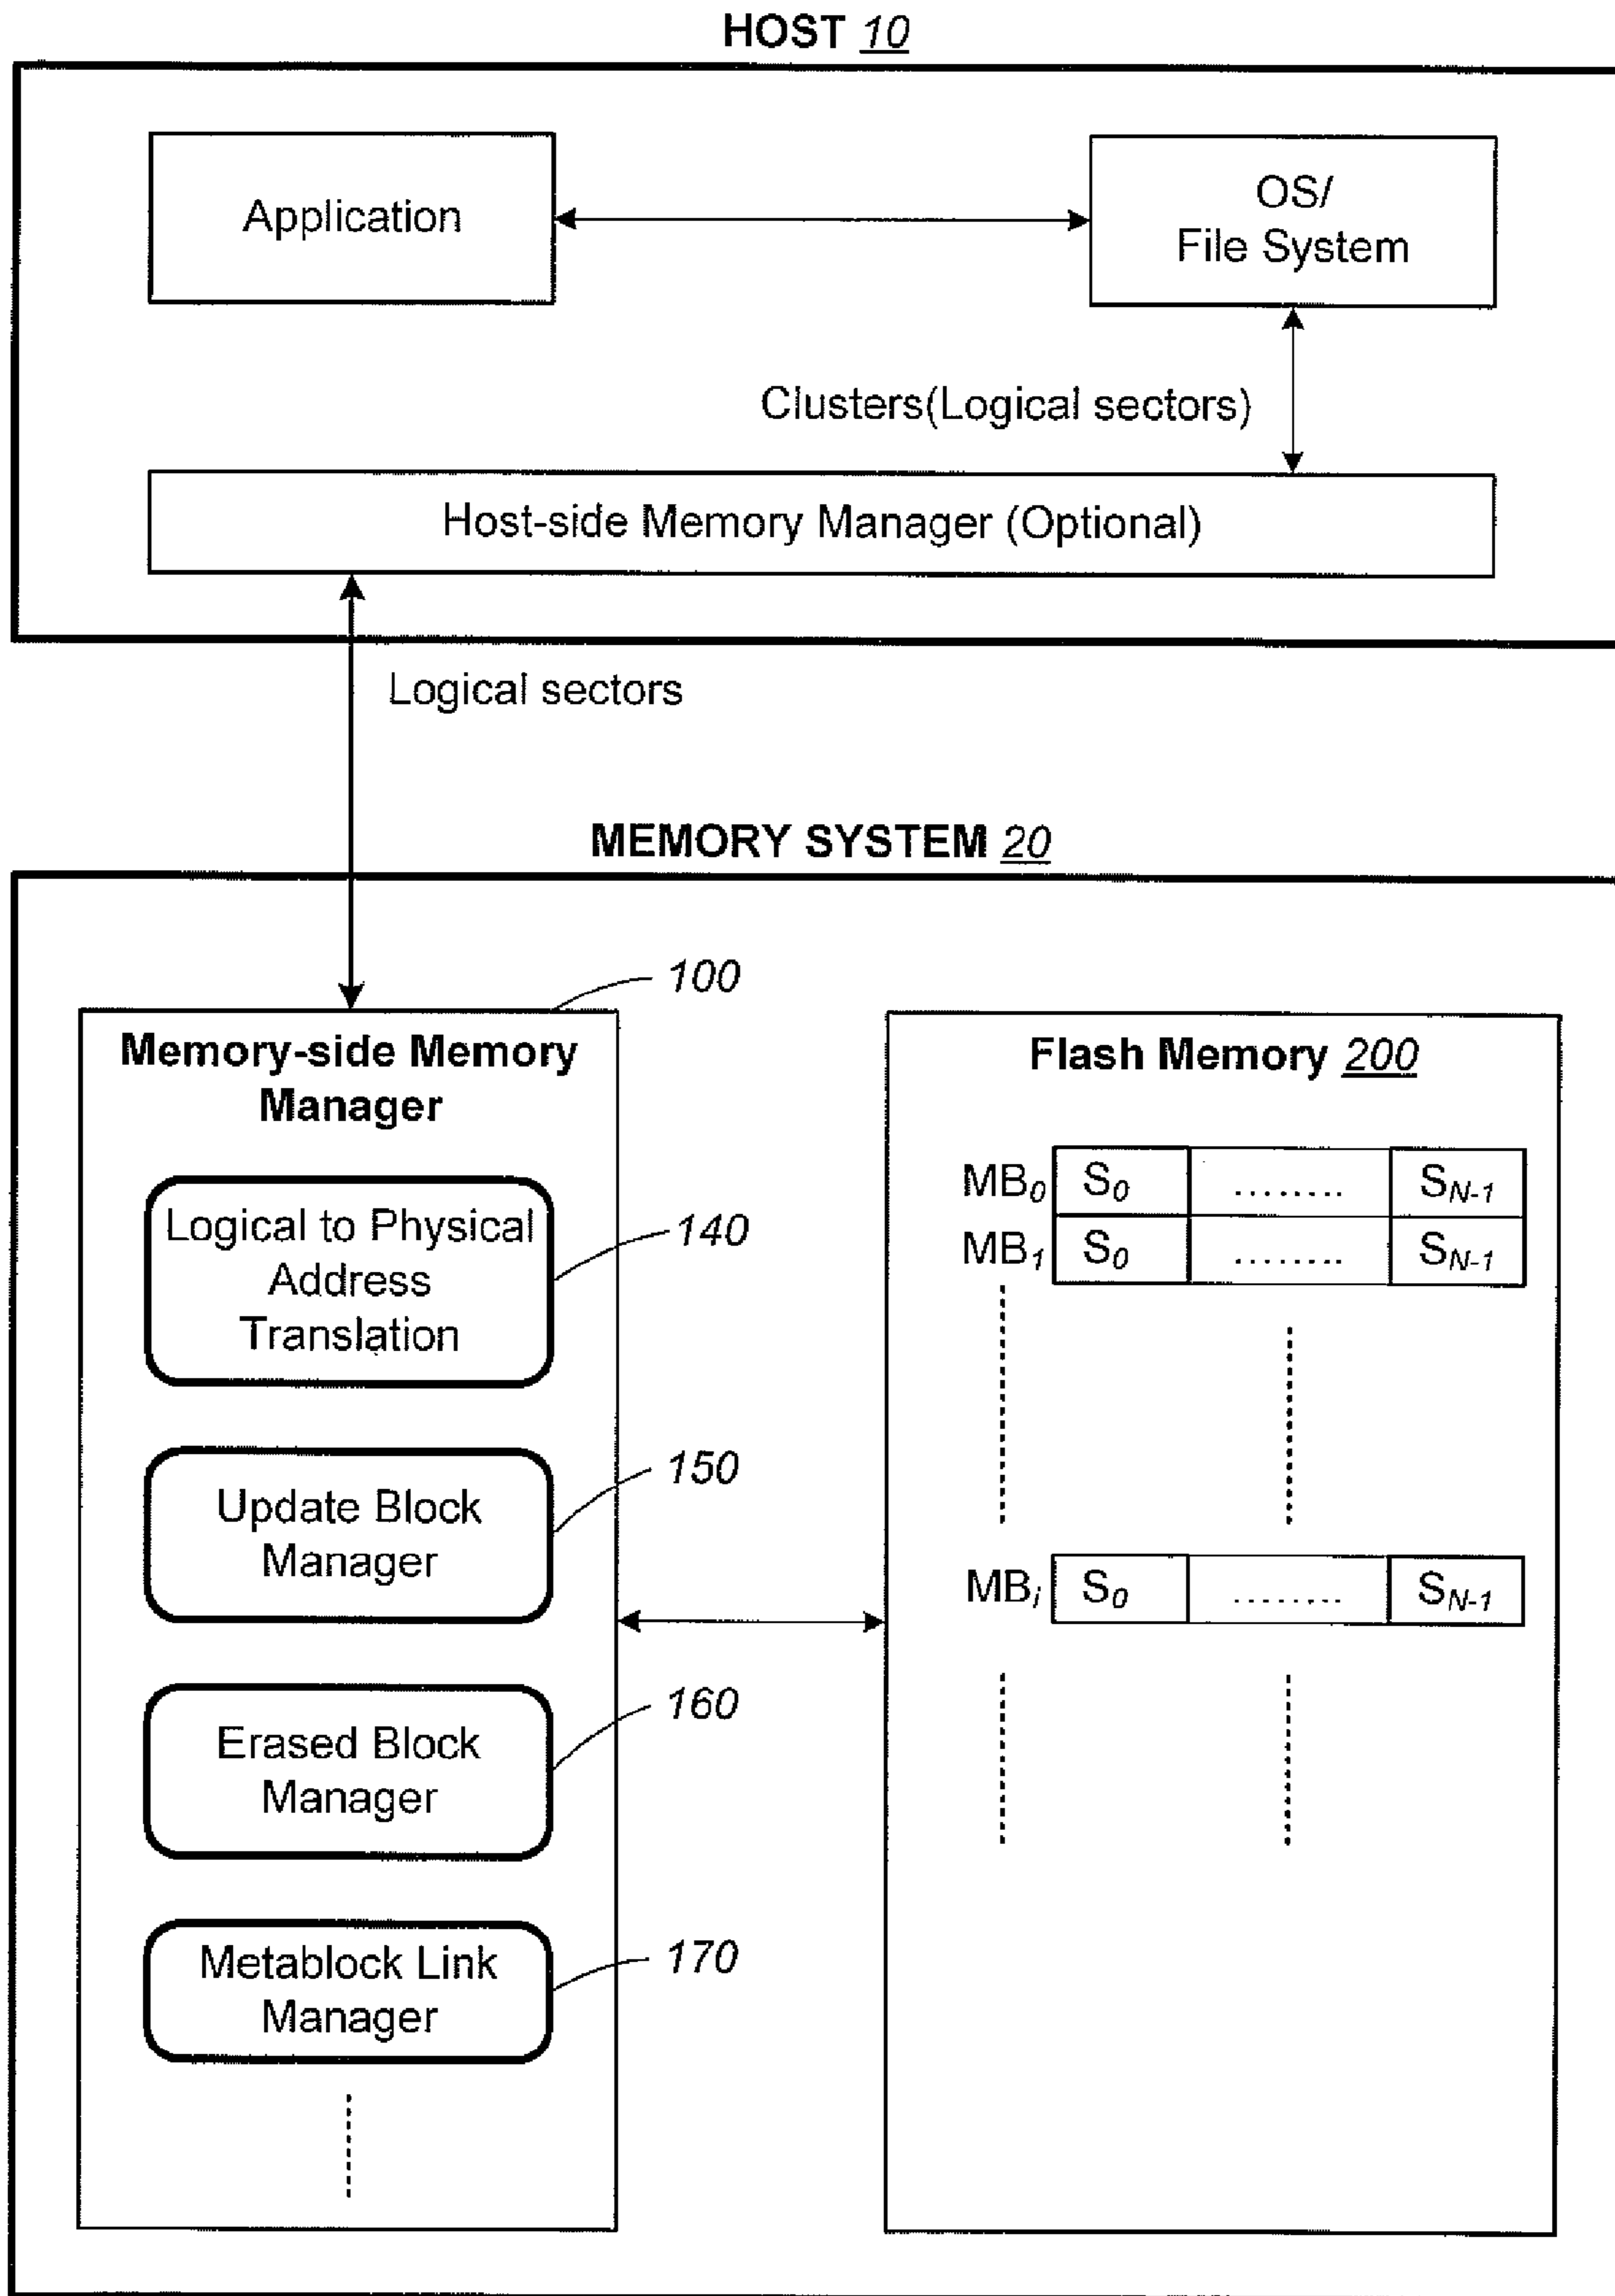 HOST 10
Application
OS/
File System
Clusters(Logical sectors)
Host-side Memory Manager (Optional)
Logical sectors
MEMORY SYSTEM 20
100
Memory-side Memory
Manager
Logical to Physical
Address
Translation
140
Update Block
Manager
150
Erased Block
Manager
160
Metablock Link
Manager
170
Flash Memory 200
MB0 S0 ........ SN-1
MB1 S0 ........ SN-1
MBi S0 ........ SN-1